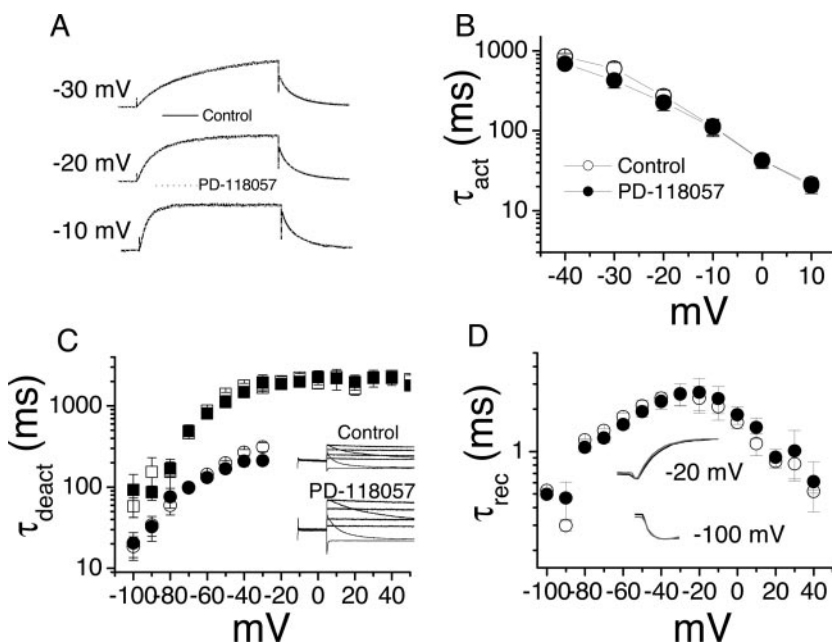 A
-30 mV
Control
-20 mV
PD-118057
-10 mV
B
τact (ms)
1000
100
10
Control
PD-118057
-40 -30 -20 -10 0 10
mV
C
τdeact (ms)
1000
100
10
Control
PD-118057
-100 -80 -60 -40 -20 0 20 40
mV
D
τrec (ms)
1
-20 mV
-100 mV
-100 -80 -60 -40 -20 0 20 40
mV